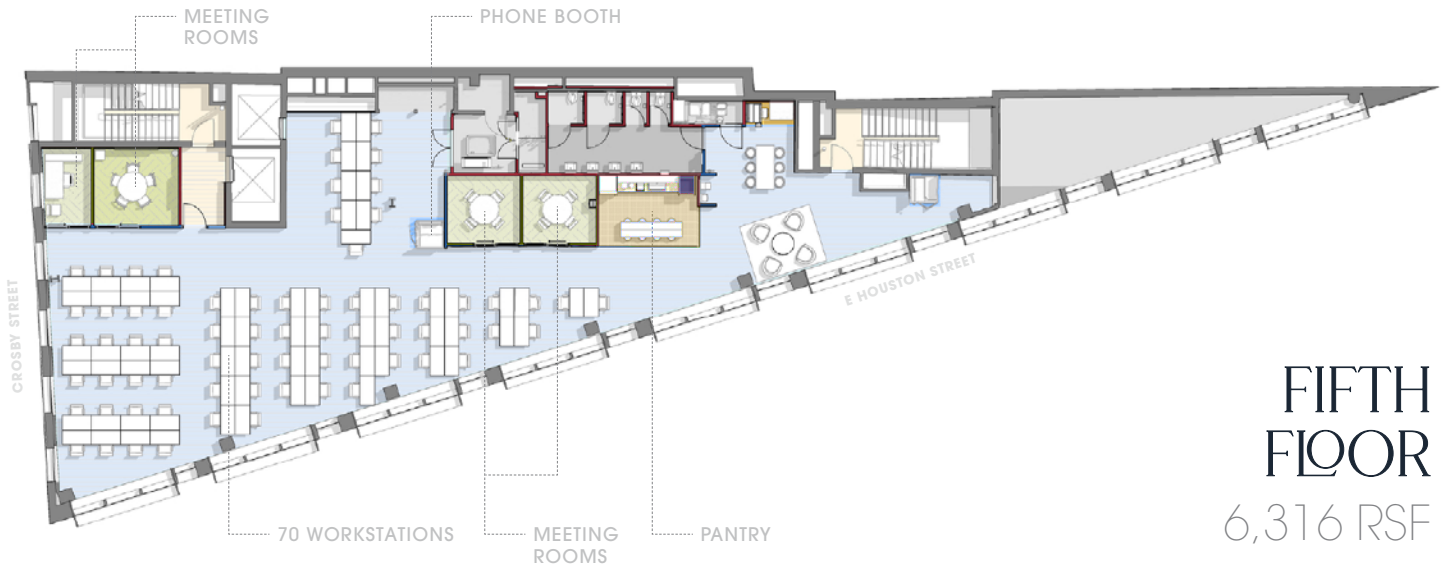 MEETING
ROOMS
PHONE BOOTH
CROSBY STREET
E HOUSTON STREET
FIFTH
FLOOR
6,316 RSF
70 WORKSTATIONS
MEETING
ROOMS
PANTRY